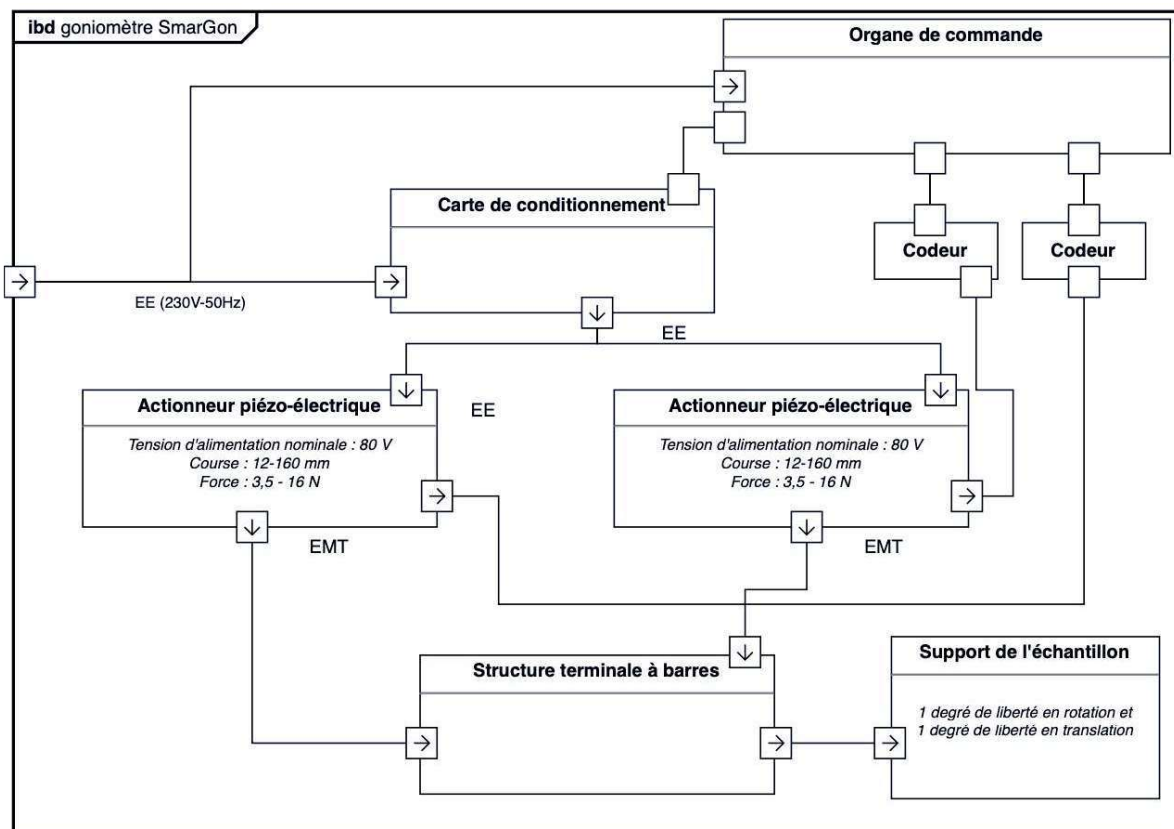 ibd goniomètre SmarGon
Organe de commande
Carte de conditionnement
Codeur
Codeur
EE (230V-50Hz)
EE
Actionneur piézo-électrique
Tension d'alimentation nominale : 80 V
Course : 12-160 mm
Force : 3,5 - 16 N
EE
Actionneur piézo-électrique
Tension d'alimentation nominale : 80 V
Course : 12-160 mm
Force : 3,5 - 16 N
EMT
EMT
Structure terminale à barres
Support de l'échantillon
1 degré de liberté en rotation et
1 degré de liberté en translation